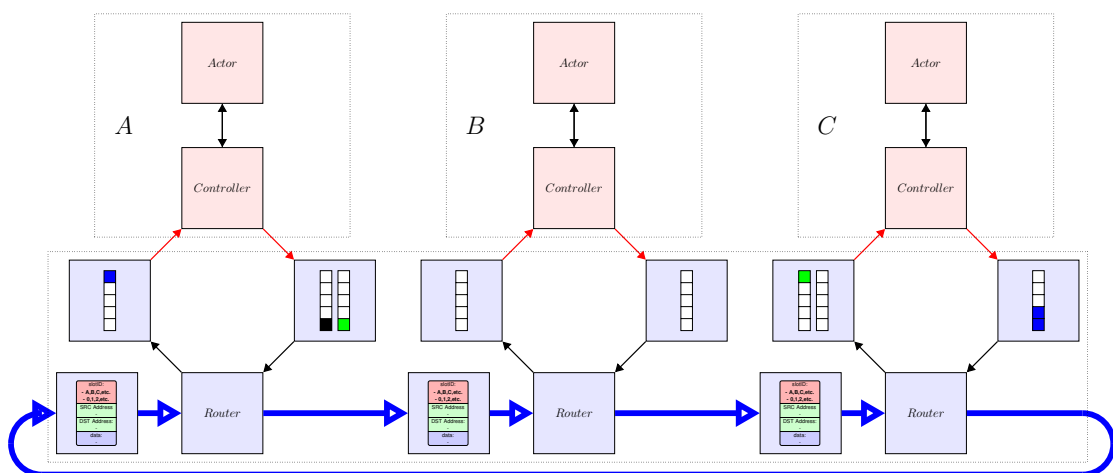 Actor
Actor
Actor
A
B
C
Controller
Controller
Controller
slotID:
- A,B,C,etc.
- 0,1,2,etc.
SRC Address
-
DST Address:
-
data:
-
Router
slotID:
- A,B,C,etc.
- 0,1,2,etc.
SRC Address
-
DST Address:
-
data:
-
Router
slotID:
- A,B,C,etc.
- 0,1,2,etc.
SRC Address
-
DST Address:
-
data:
-
Router